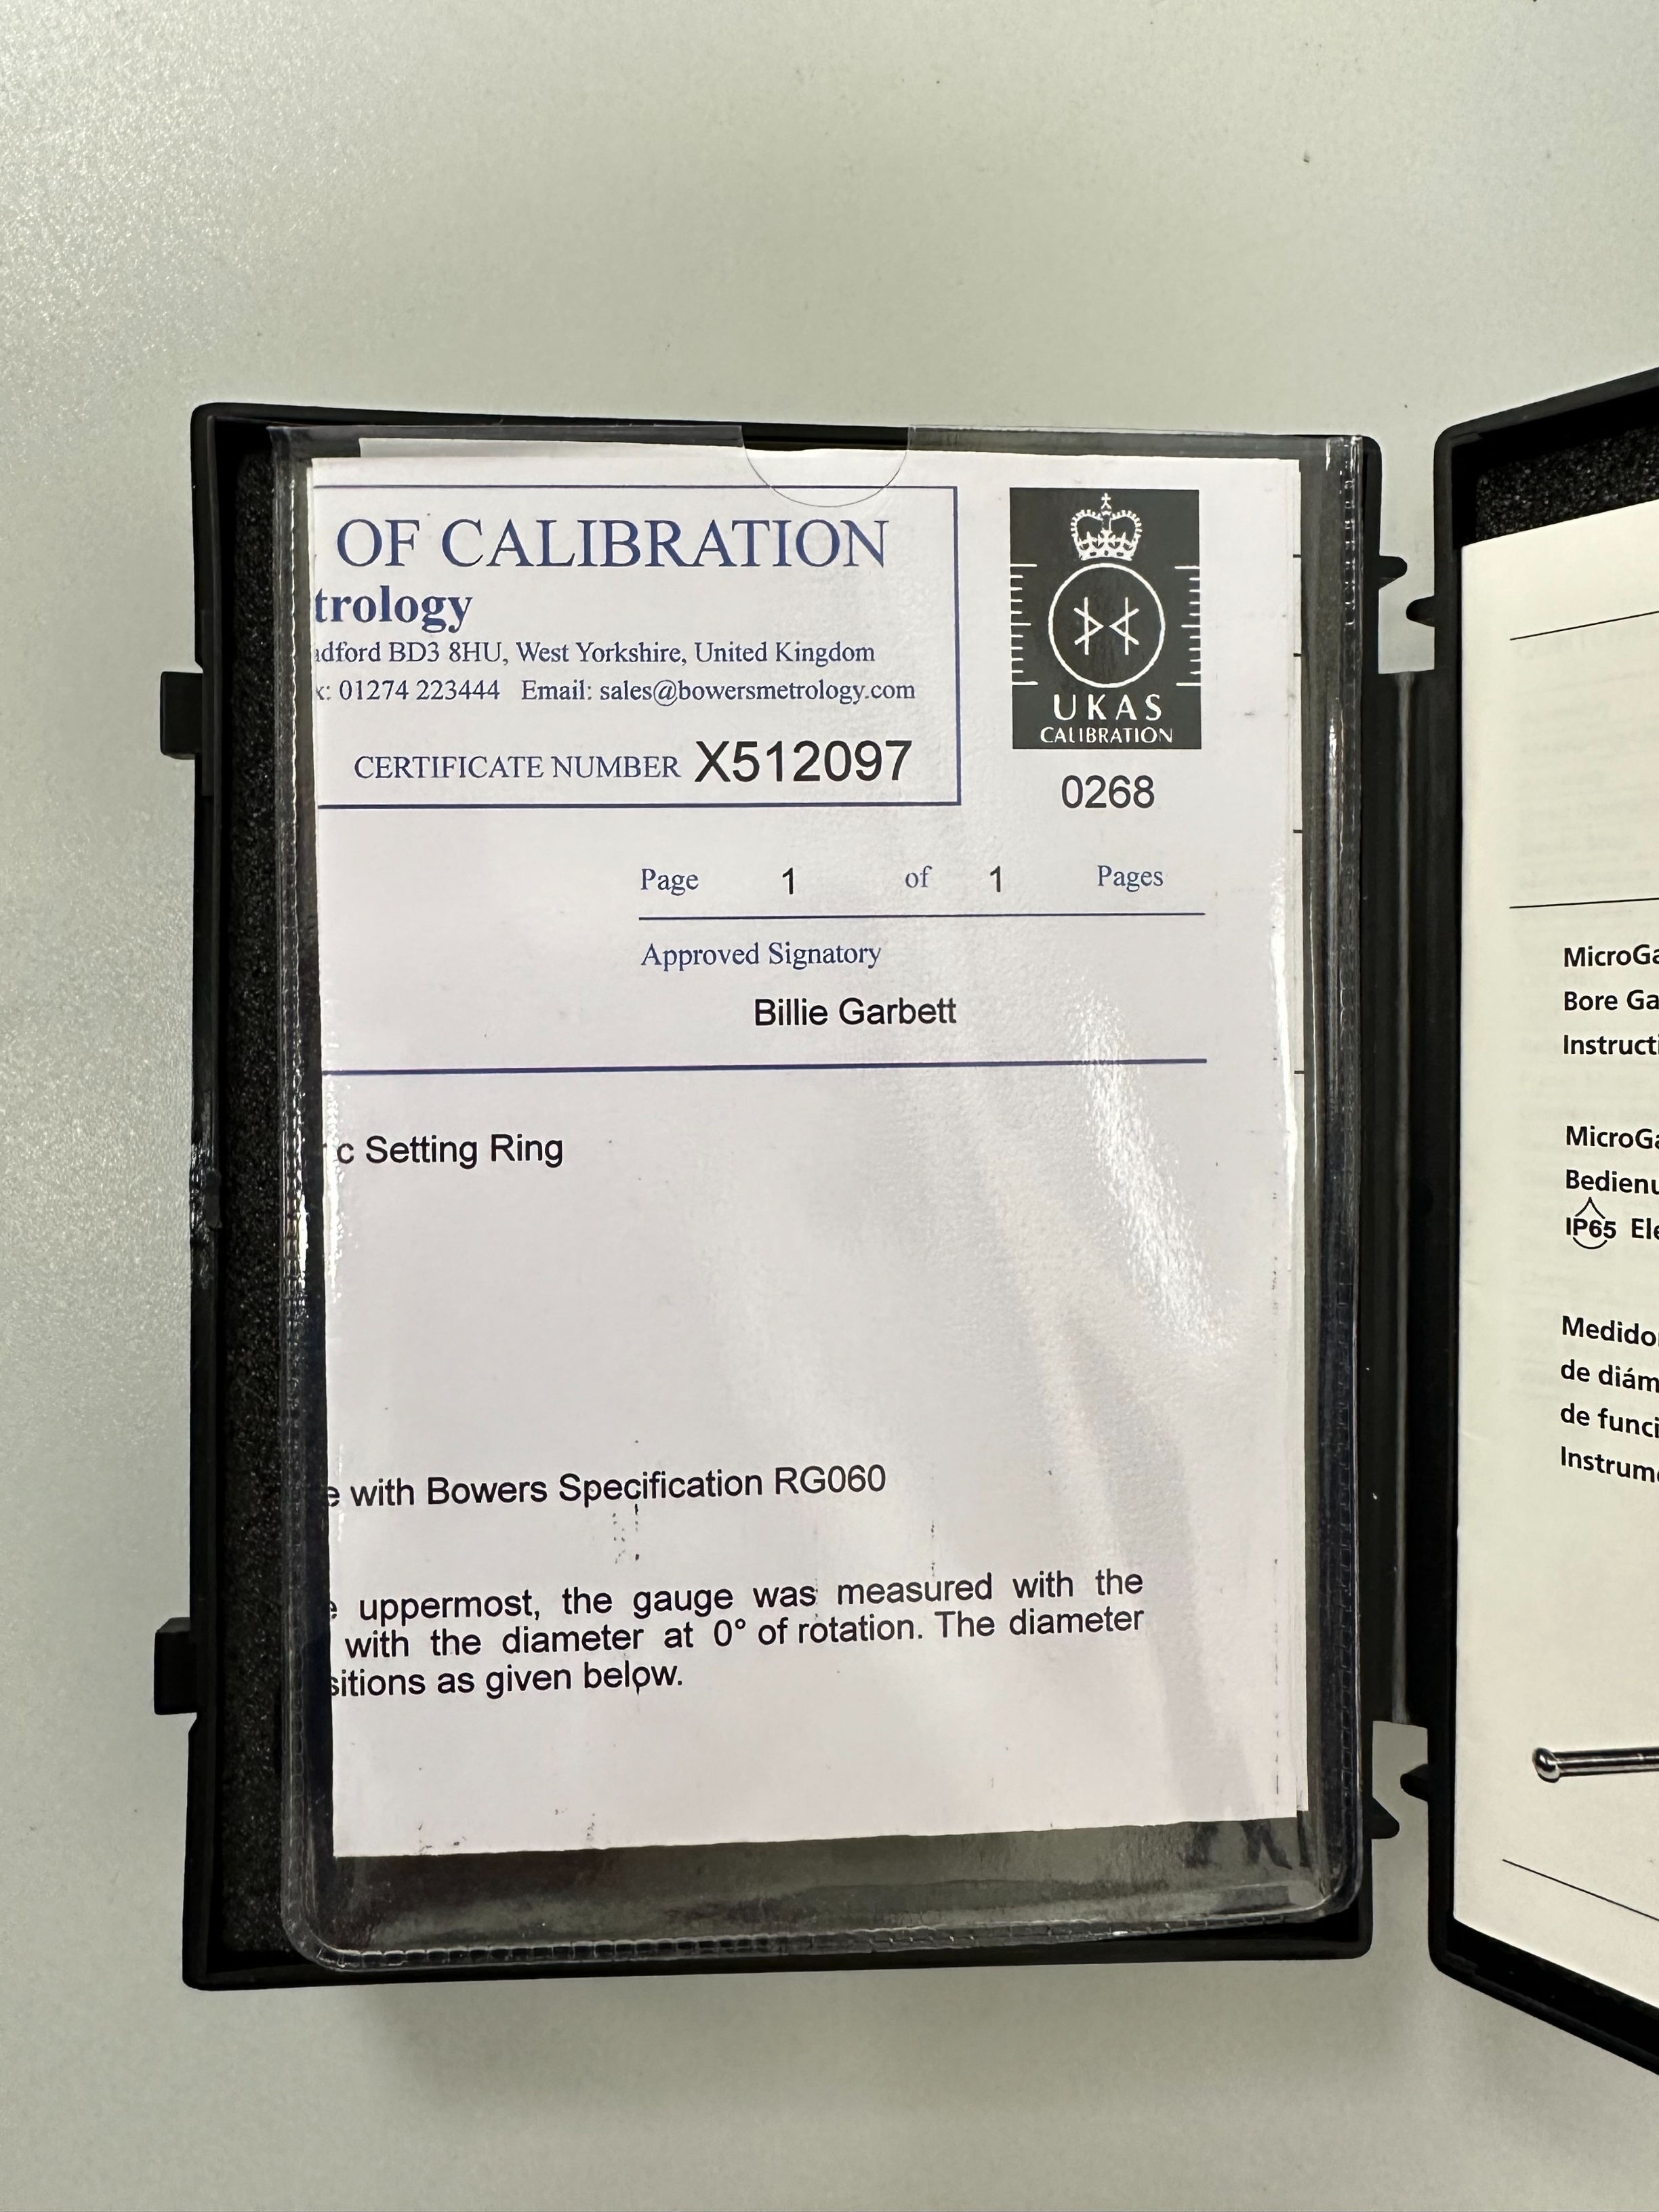 OF CALIBRATION
trology
adford BD3 8HU, West Yorkshire, United Kingdom
x: 01274 223444 Email: sales@bowersmetrology.com
CERTIFICATE NUMBER X512097
UKAS
CALIBRATION
0268
Page 1 of 1 Pages
Approved Signatory
Billie Garbett
c Setting Ring
e with Bowers Specification RG060
e uppermost, the gauge was measured with the
with the diameter at 0° of rotation. The diameter
sitions as given below.
MicroGa
Bore Ga
Instructi
MicroGa
Bedienu
IP65 Ele
Medido
de diám
de funci
Instrume